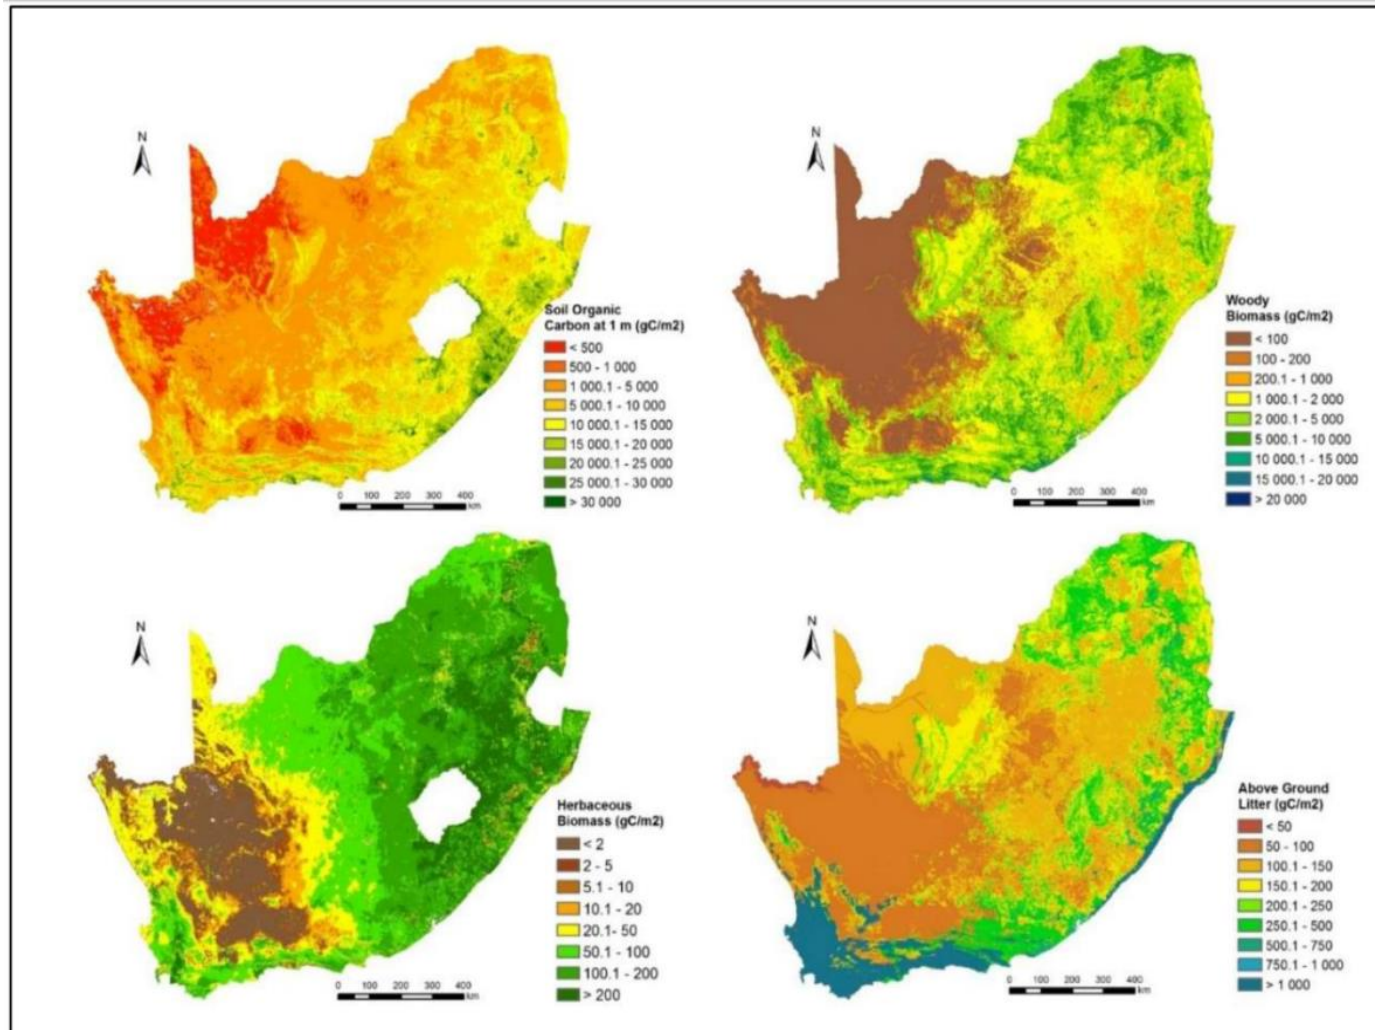 N
N
Soil Organic
Carbon at 1 m (gC/m2)
< 500
500 - 1 000
1 000.1 - 5 000
5 000.1 - 10 000
10 000.1 - 15 000
15 000.1 - 20 000
20 000.1 - 25 000
25 000.1 - 30 000
> 30 000
0 100 200 300 400
km
Woody
Biomass (gC/m2)
< 100
100 - 200
200.1 - 1 000
1 000.1 - 2 000
2 000.1 - 5 000
5 000.1 - 10 000
10 000.1 - 15 000
15 000.1 - 20 000
> 20 000
0 100 200 300 400
km
N
N
Herbaceous
Biomass (gC/m2)
< 2
2 - 5
5.1 - 10
10.1 - 20
20.1- 50
50.1 - 100
100.1 - 200
> 200
0 100 200 300 400
km
Above Ground
Litter (gC/m2)
< 50
50 - 100
100.1 - 150
150.1 - 200
200.1 - 250
250.1 - 500
500.1 - 750
750.1 - 1 000
> 1 000
0 100 200 300 400
km